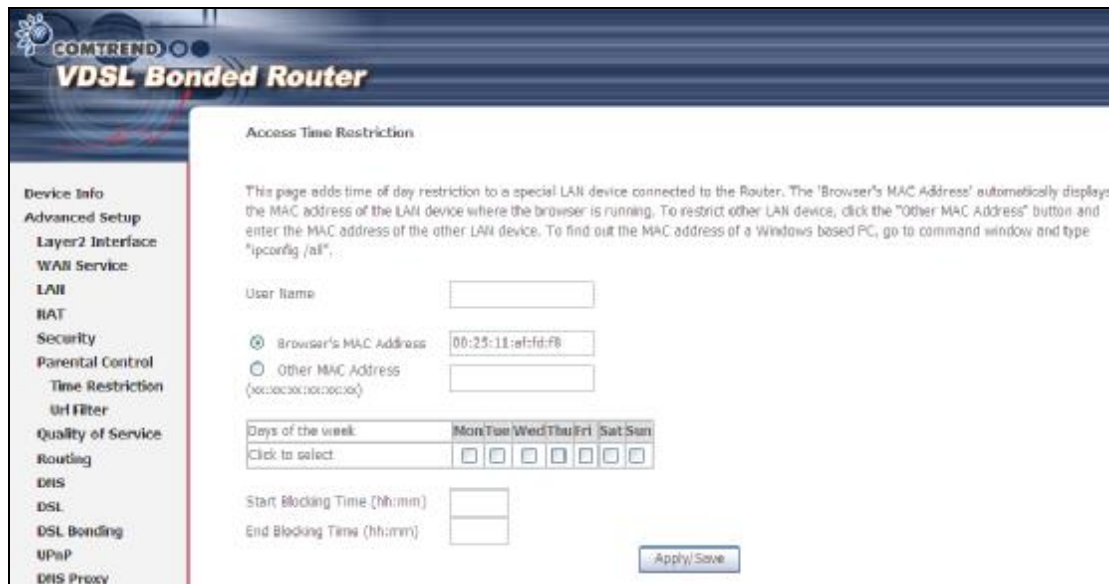 COMTREND
VDSL Bonded Router
Access Time Restriction
This page adds time of day restriction to a special LAN device connected to the Router. The 'Browser's MAC Address' automatically displays
the MAC address of the LAN device where the browser is running. To restrict other LAN device, click the "Other MAC Address" button and
enter the MAC address of the other LAN device. To find out the MAC address of a Windows based PC, go to command window and type
"ipconfig /all".
User Name
Browser's MAC Address 00:25:11:af:fd:f8
Other MAC Address
(xx:xx:xx:xx:xx:xx)
Days of the week Mon Tue Wed Thu Fri Sat Sun
Click to select
Start Blocking Time (hh:mm)
End Blocking Time (hh:mm)
Apply/Save
Device Info
Advanced Setup
Layer2 Interface
WAN Service
LAN
NAT
Security
Parental Control
Time Restriction
Url Filter
Quality of Service
Routing
DNS
DSL
DSL Bonding
UPnP
DNS Proxy